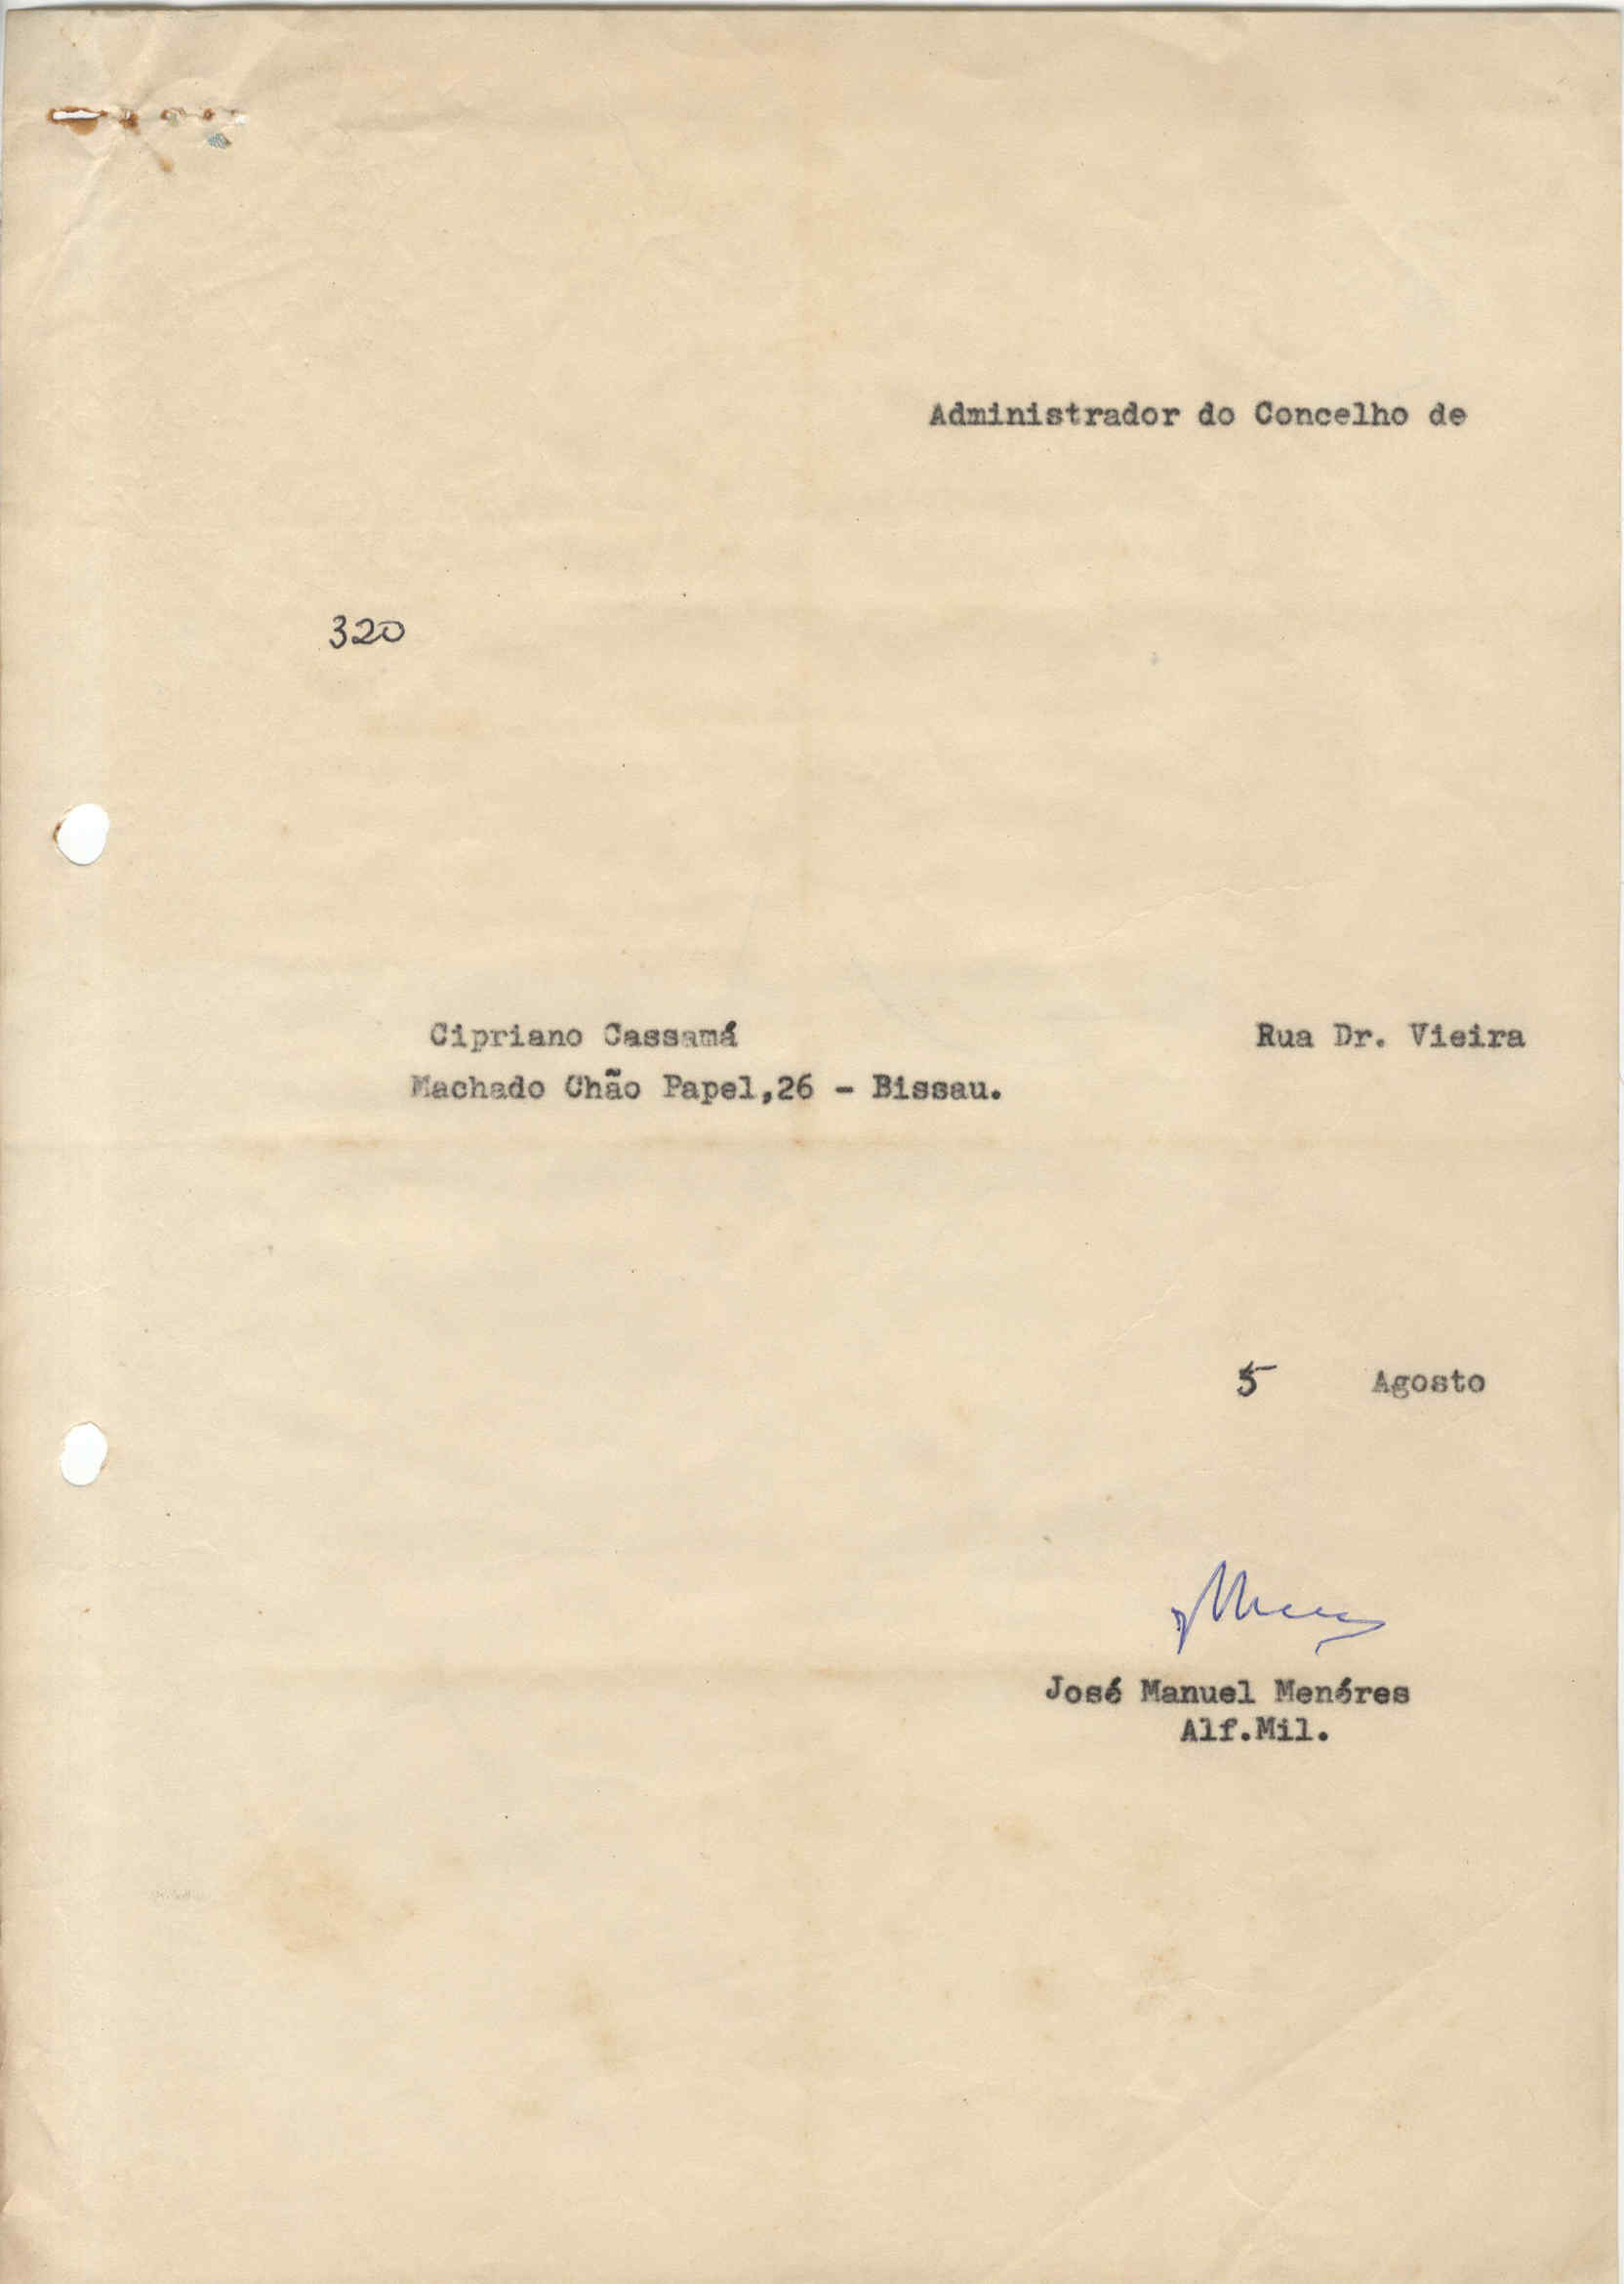 Administrador do Concelho de
320
Cipriano Cassamá Rua Dr. Vieira
Machado Chão Papel,26 - Bissau.
5 Agosto
José Manuel Menéres
Alf.Mil.